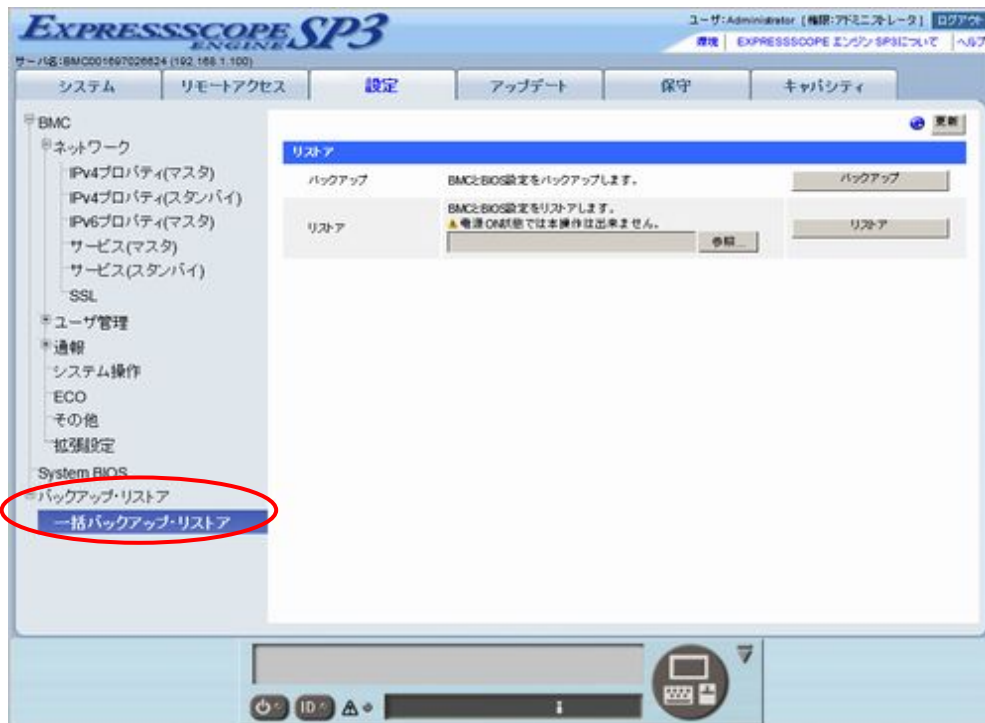 EXPRESSSCOPE
ENGINE SP3
ユーザ:Administrator [権限:アドミニストレータ] ログアウト
環境 EXPRESSSCOPE エンジン SP3について ヘルプ
サーバ名:BMC001697026624 (192.168.1.100)
システム リモートアクセス 設定 アップデート 保守 キャパシティ
BMC
更新
ネットワーク
IPv4プロパティ(マスタ)
IPv4プロパティ(スタンバイ)
IPv6プロパティ(マスタ)
サービス(マスタ)
サービス(スタンバイ)
SSL
ユーザ管理
通報
システム操作
ECO
その他
拡張設定
System BIOS
バックアップ・リストア
一括バックアップ・リストア
リストア
バックアップ BMCとBIOS設定をバックアップします。 バックアップ
リストア BMCとBIOS設定をリストアします。
電源ON状態では本操作は出来ません。
参照... リストア
ID